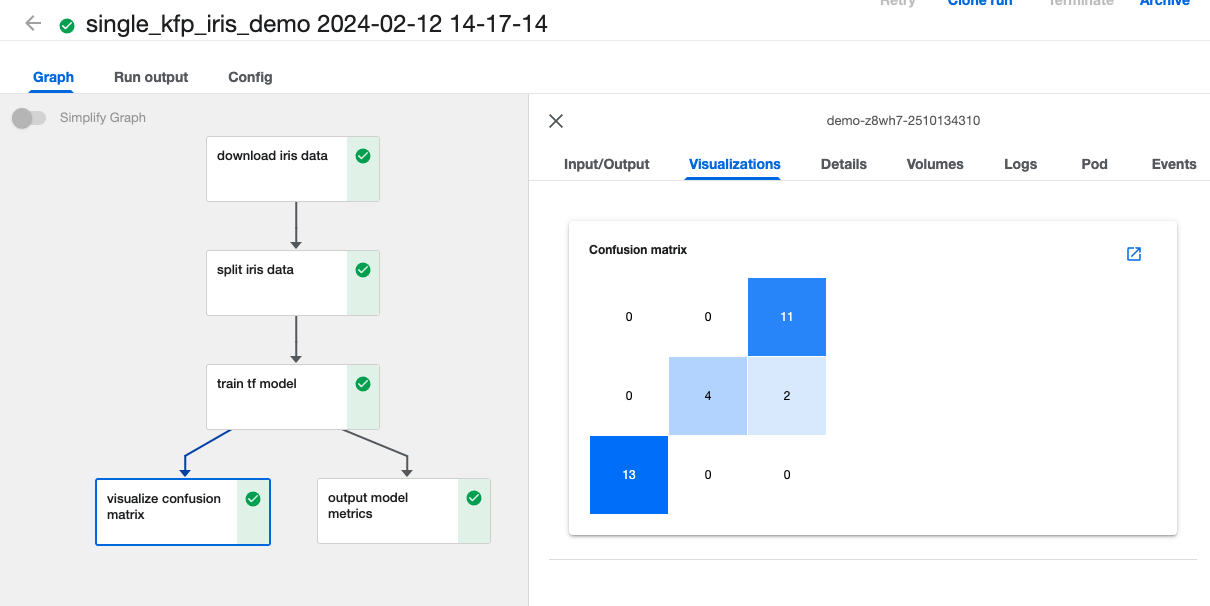 Retry Clone run Terminate Archive
single_kfp_iris_demo 2024-02-12 14-17-14
Graph Run output Config
Simplify Graph
download iris data
split iris data
train tf model
visualize confusion
matrix
output model
metrics
demo-z8wh7-2510134310
Input/Output Visualizations Details Volumes Logs Pod Events
Confusion matrix
0 0 11
0 4 2
13 0 0